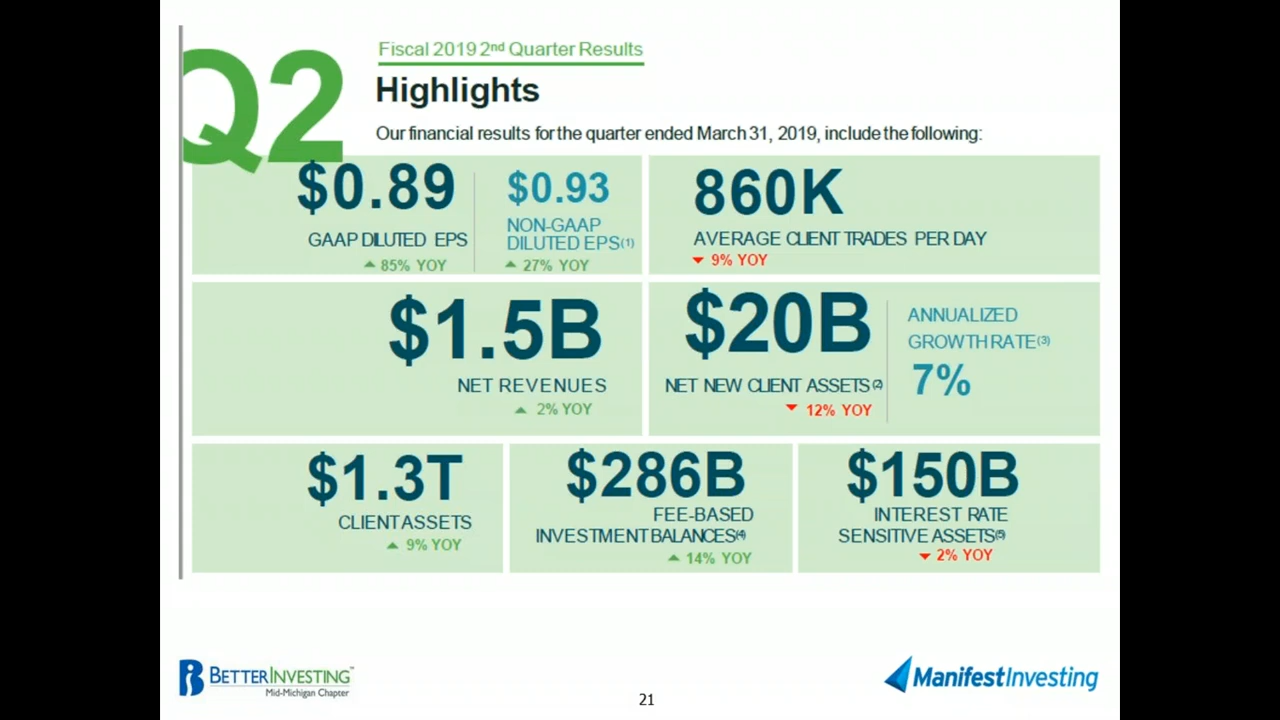 Q2
Fiscal 2019 2nd Quarter Results
Highlights
Our financial results for the quarter ended March 31, 2019, include the following:
$0.89
GAAP DILUTED EPS
85% YOY
$0.93
NON-GAAP
DILUTED EPS(1)
27% YOY
860K
AVERAGE CLIENT TRADES PER DAY
9% YOY
$1.5B
NET REVENUES
2% YOY
$20B
NET NEW CLIENT ASSETS(2)
12% YOY
ANNUALIZED
GROWTH RATE(3)
7%
$1.3T
CLIENT ASSETS
9% YOY
$286B
FEE-BASED
INVESTMENT BALANCES(4)
14% YOY
$150B
INTEREST RATE
SENSITIVE ASSETS(5)
2% YOY
BETTERINVESTING™
Mid-Michigan Chapter
21
ManifestInvesting